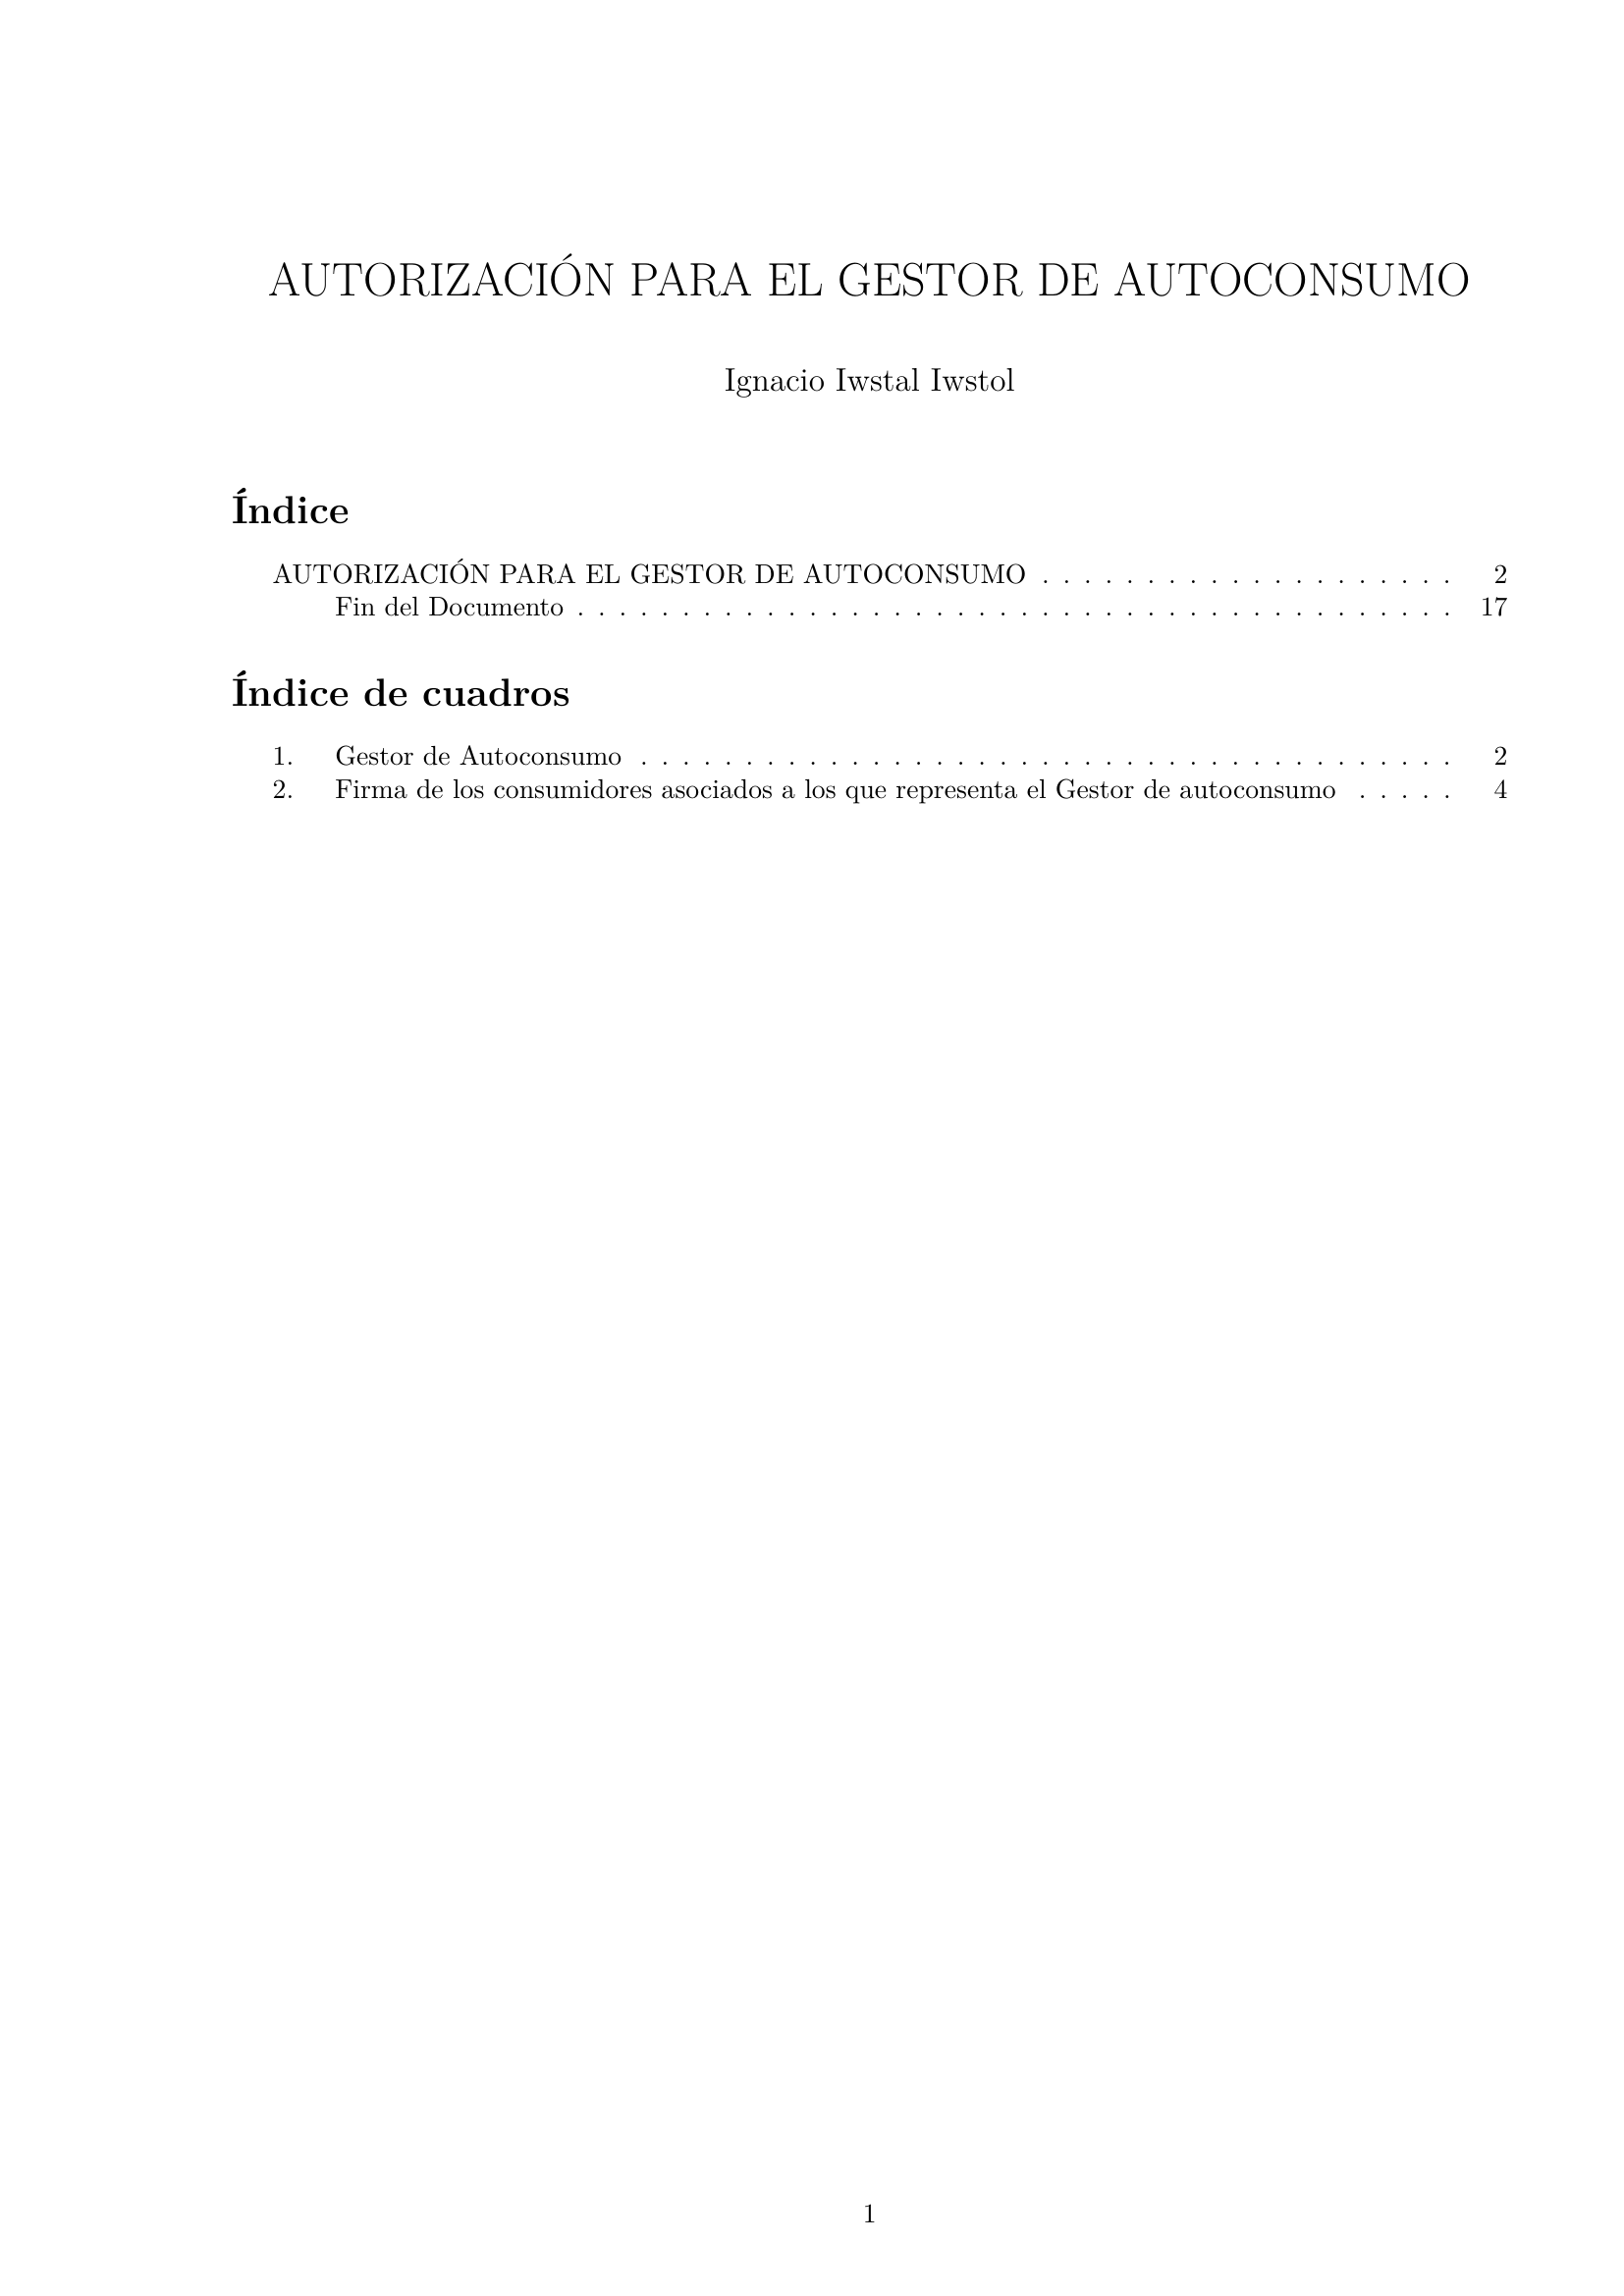 AUTORIZACIÓN PARA EL GESTOR DE AUTOCONSUMO
Ignacio Iwstal Iwstol
Índice
AUTORIZACIÓN PARA EL GESTOR DE AUTOCONSUMO . . . . . . . . . . . . . . . . . . . . 2
Fin del Documento . . . . . . . . . . . . . . . . . . . . . . . . . . . . . . . . . . . . . . . . . . 17
Índice de cuadros
1. Gestor de Autoconsumo . . . . . . . . . . . . . . . . . . . . . . . . . . . . . . . . . . . . . . . 2
2. Firma de los consumidores asociados a los que representa el Gestor de autoconsumo . . . . . 4
1